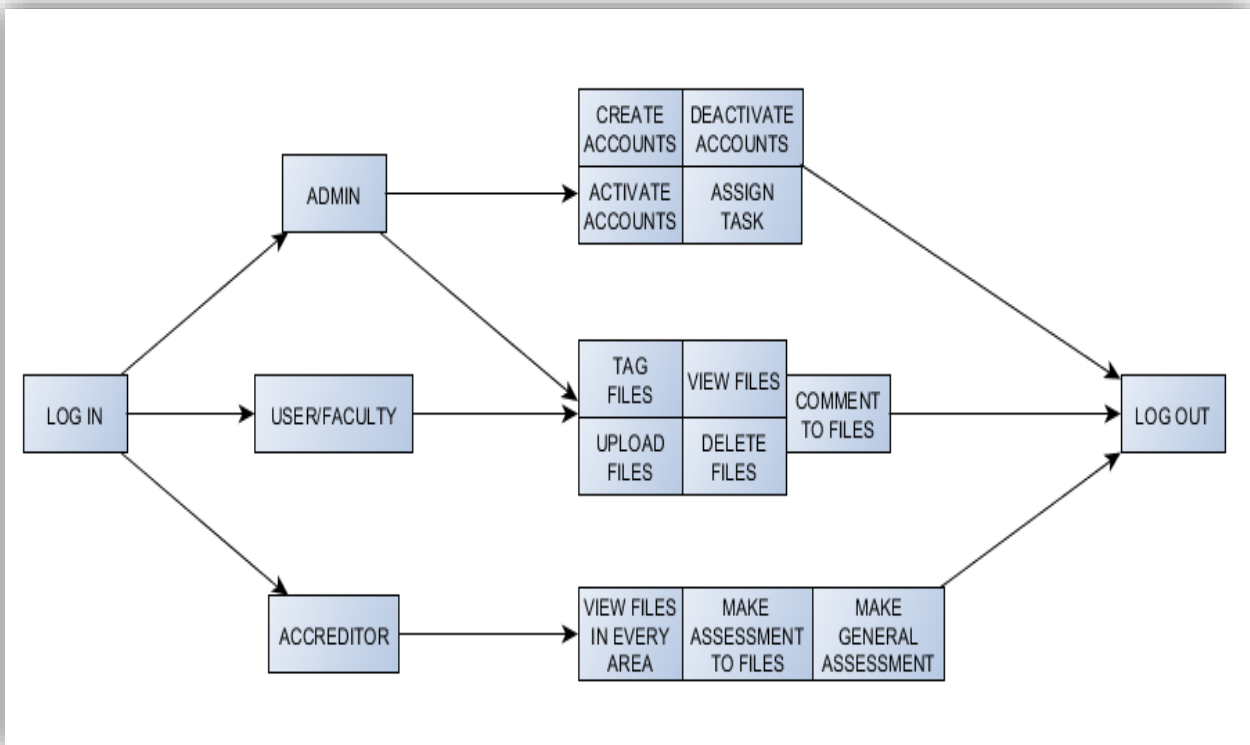 CREATE
ACCOUNTS
DEACTIVATE
ACCOUNTS
ADMIN
ACTIVATE
ACCOUNTS
ASSIGN
TASK
TAG
FILES
VIEW FILES
LOG IN
USER/FACULTY
COMMENT
TO FILES
LOG OUT
UPLOAD
FILES
DELETE
FILES
ACCREDITOR
VIEW FILES
IN EVERY
AREA
MAKE
ASSESSMENT
TO FILES
MAKE
GENERAL
ASSESSMENT